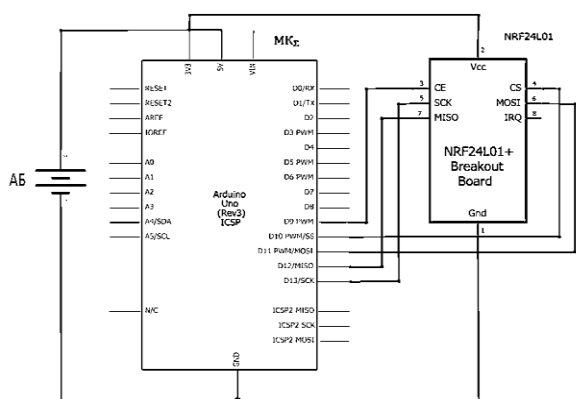 МК Σ
NRF24L01
3V3
5V
VIN
2
Vcc
RESET
RESET2
AREF
IOREF
A0
A1
A2
A3
A4/SDA
A5/SCL
N/C
АБ
Arduino
Uno
(Rev3)
ICSP
D0/RX
D1/TX
D2
D3 PWM
D4
D5 PWM
D6 PWM
D7
D8
D9 PWM
D10 PWM/SS
D11 PWM/MOSI
D12/MISO
D13/SCK
ICSP2 MISO
ICSP2 SCK
ICSP2 MOSI
GND
3 CE CS 4
5 SCK MOSI 6
7 MISO IRQ 8
NRF24L01+
Breakout
Board
Gnd
1